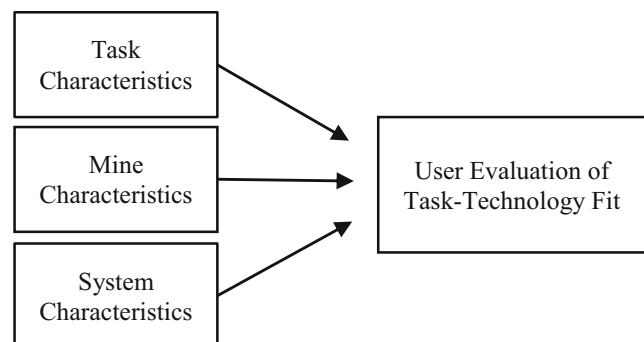 Task
Characteristics
Mine
Characteristics
System
Characteristics
User Evaluation of
Task-Technology Fit